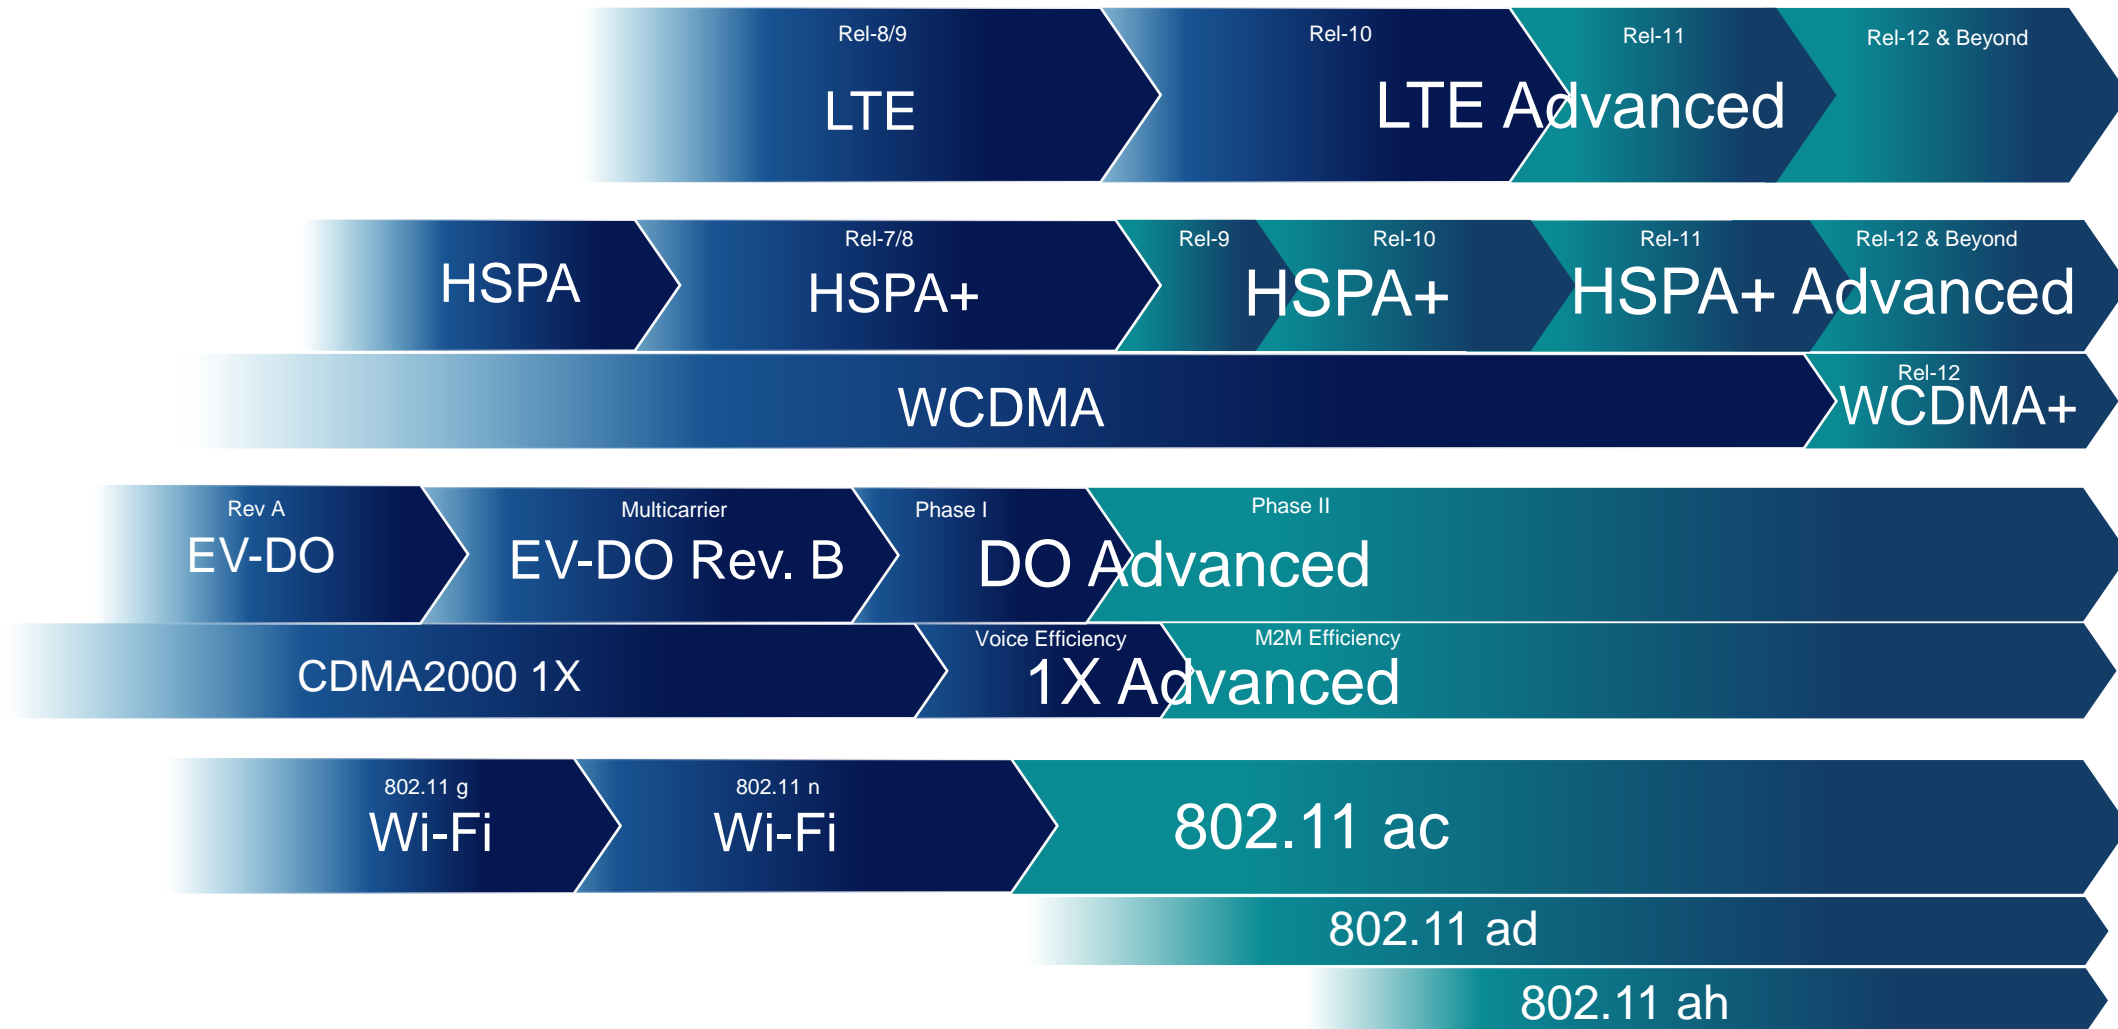 Rel-8/9
Rel-10
Rel-11
Rel-12 & Beyond
LTE
LTE Advanced
Rel-7/8
Rel-9
Rel-10
Rel-11
Rel-12 & Beyond
HSPA
HSPA+
HSPA+
HSPA+ Advanced
WCDMA
Rel-12
WCDMA+
Rev A
Multicarrier
Phase I
Phase II
EV-DO
EV-DO Rev. B
DO Advanced
Voice Efficiency
M2M Efficiency
CDMA2000 1X
1X Advanced
802.11 g
802.11 n
Wi-Fi
Wi-Fi
802.11 ac
802.11 ad
802.11 ah